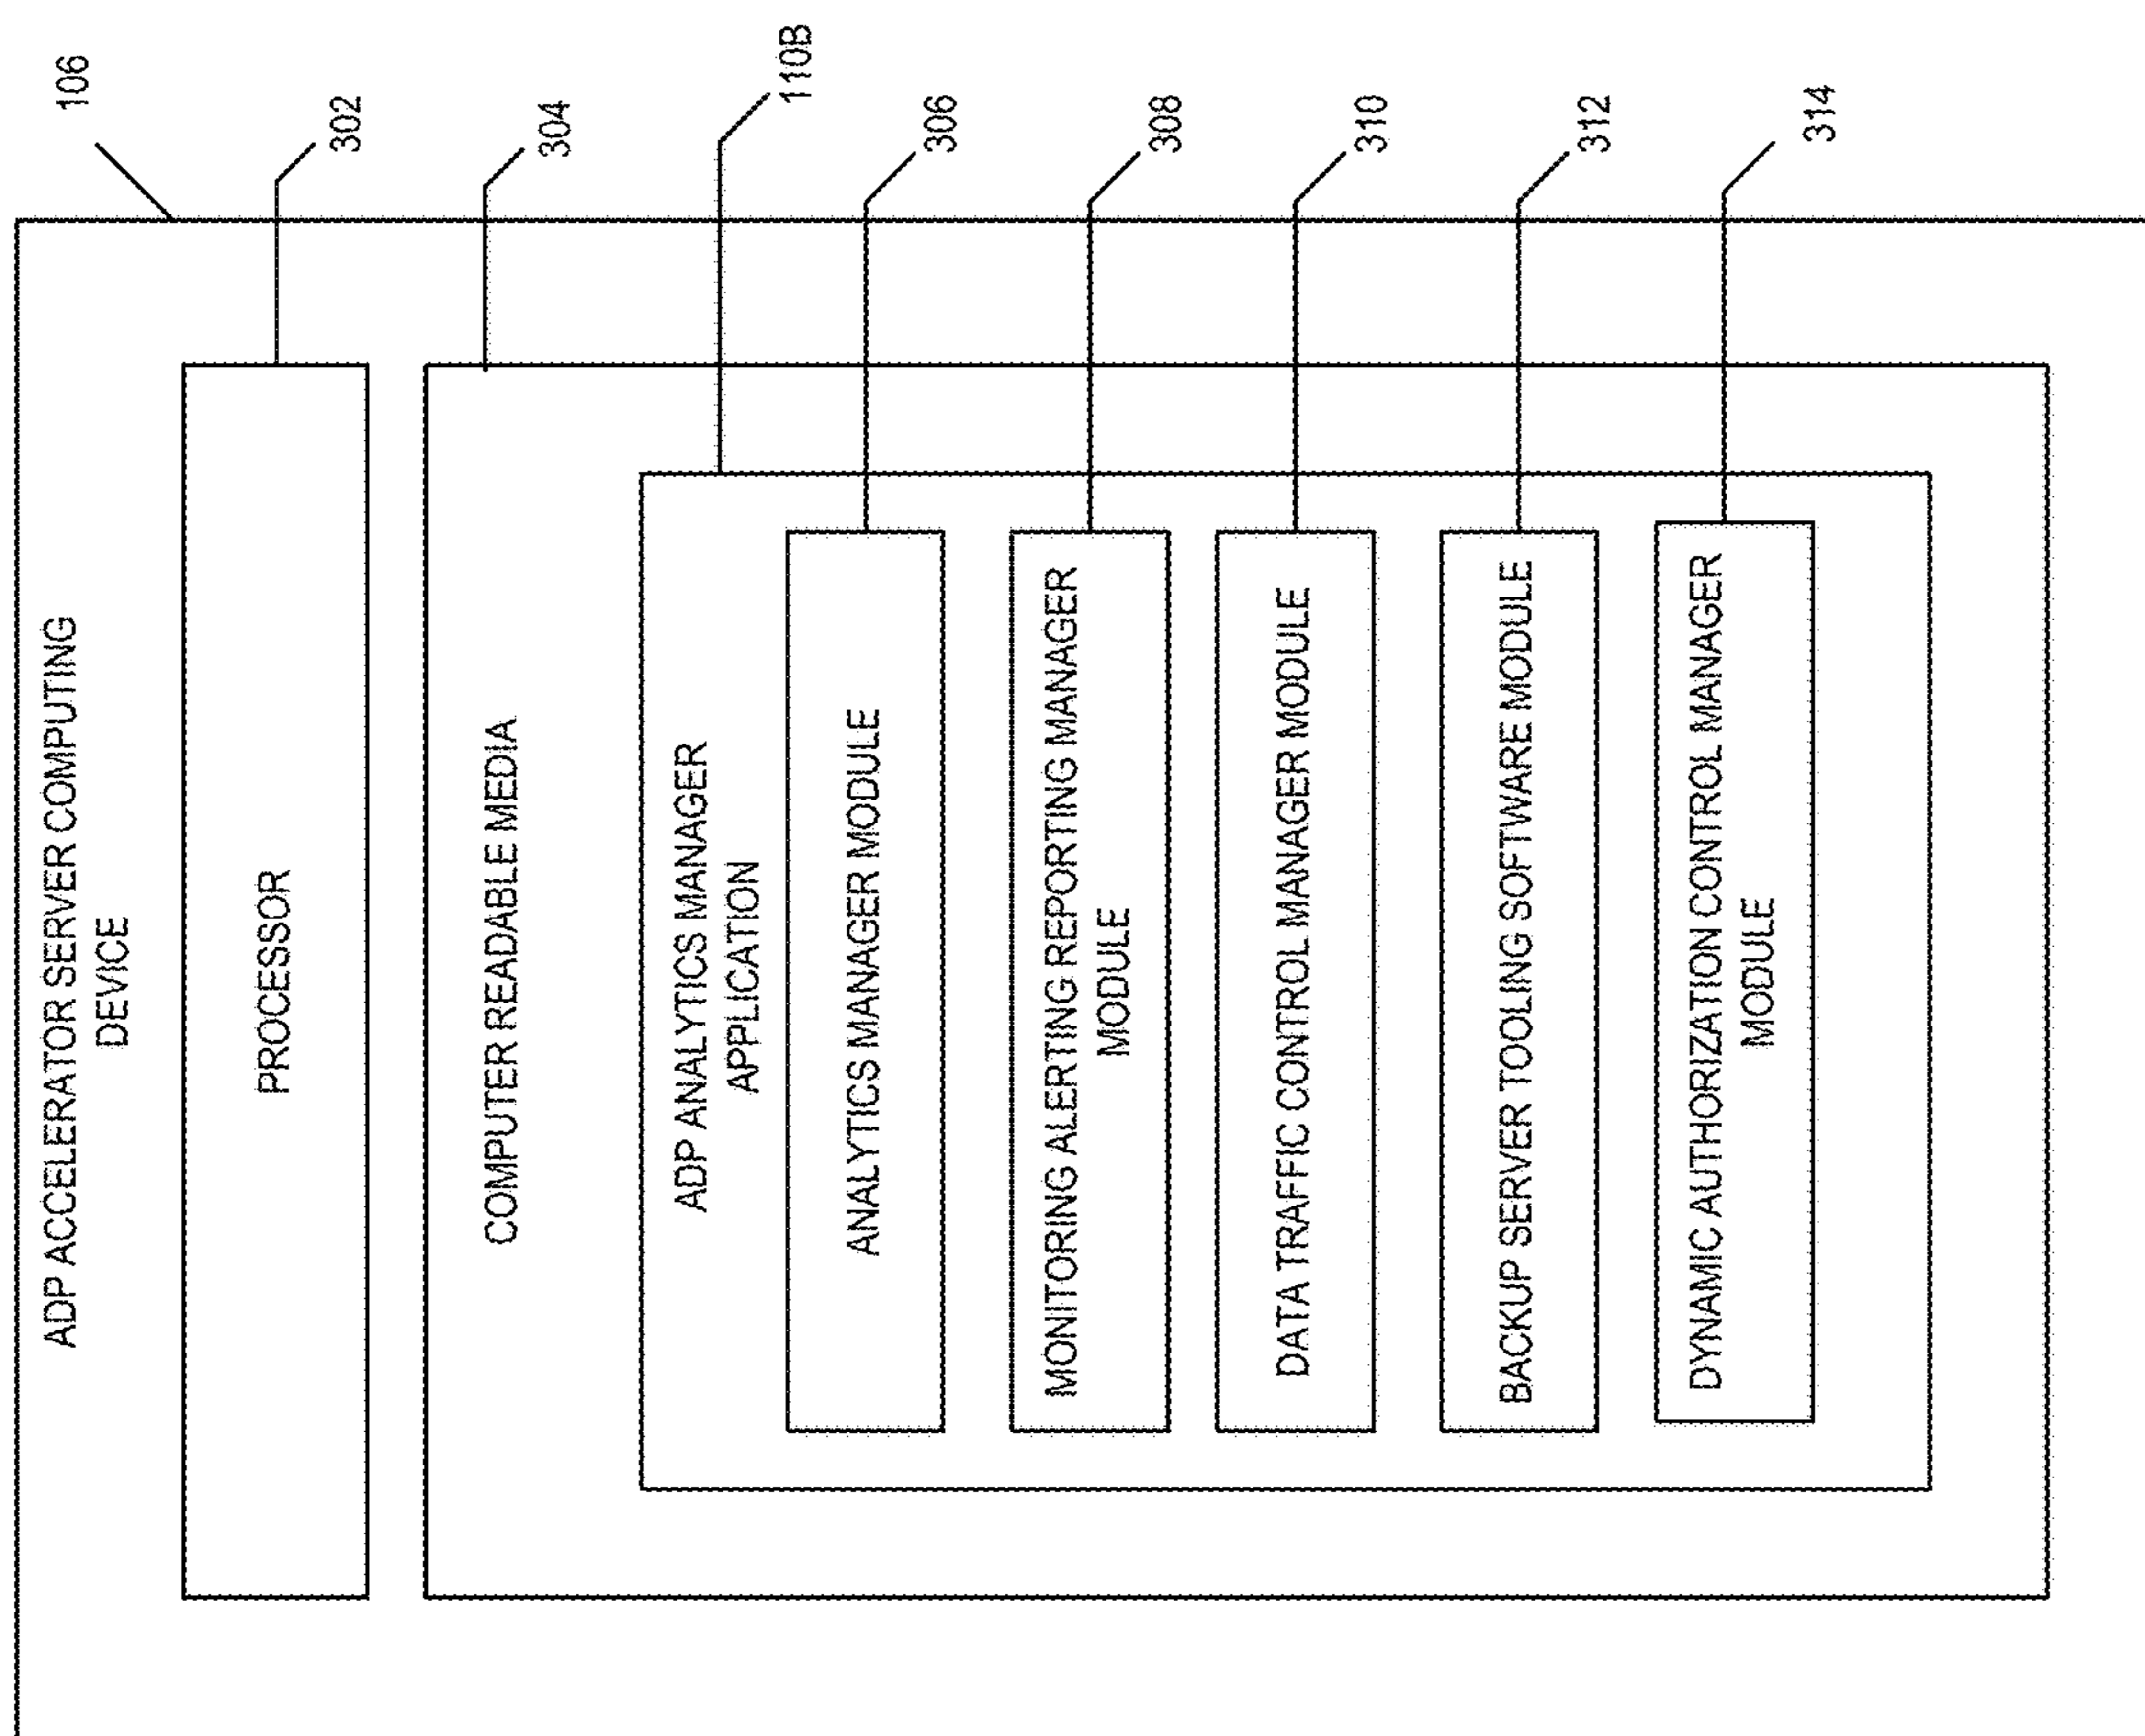 ADP ACCELERATOR SERVER COMPUTING
DEVICE
106
PROCESSOR
302
COMPUTER READABLE MEDIA
304
ADP ANALYTICS MANAGER
APPLICATION
110B
ANALYTICS MANAGER MODULE
306
MONITORING ALERTING REPORTING MANAGER
MODULE
308
DATA TRAFFIC CONTROL MANAGER MODULE
310
BACKUP SERVER TOOLING SOFTWARE MODULE
312
DYNAMIC AUTHORIZATION CONTROL MANAGER
MODULE
314